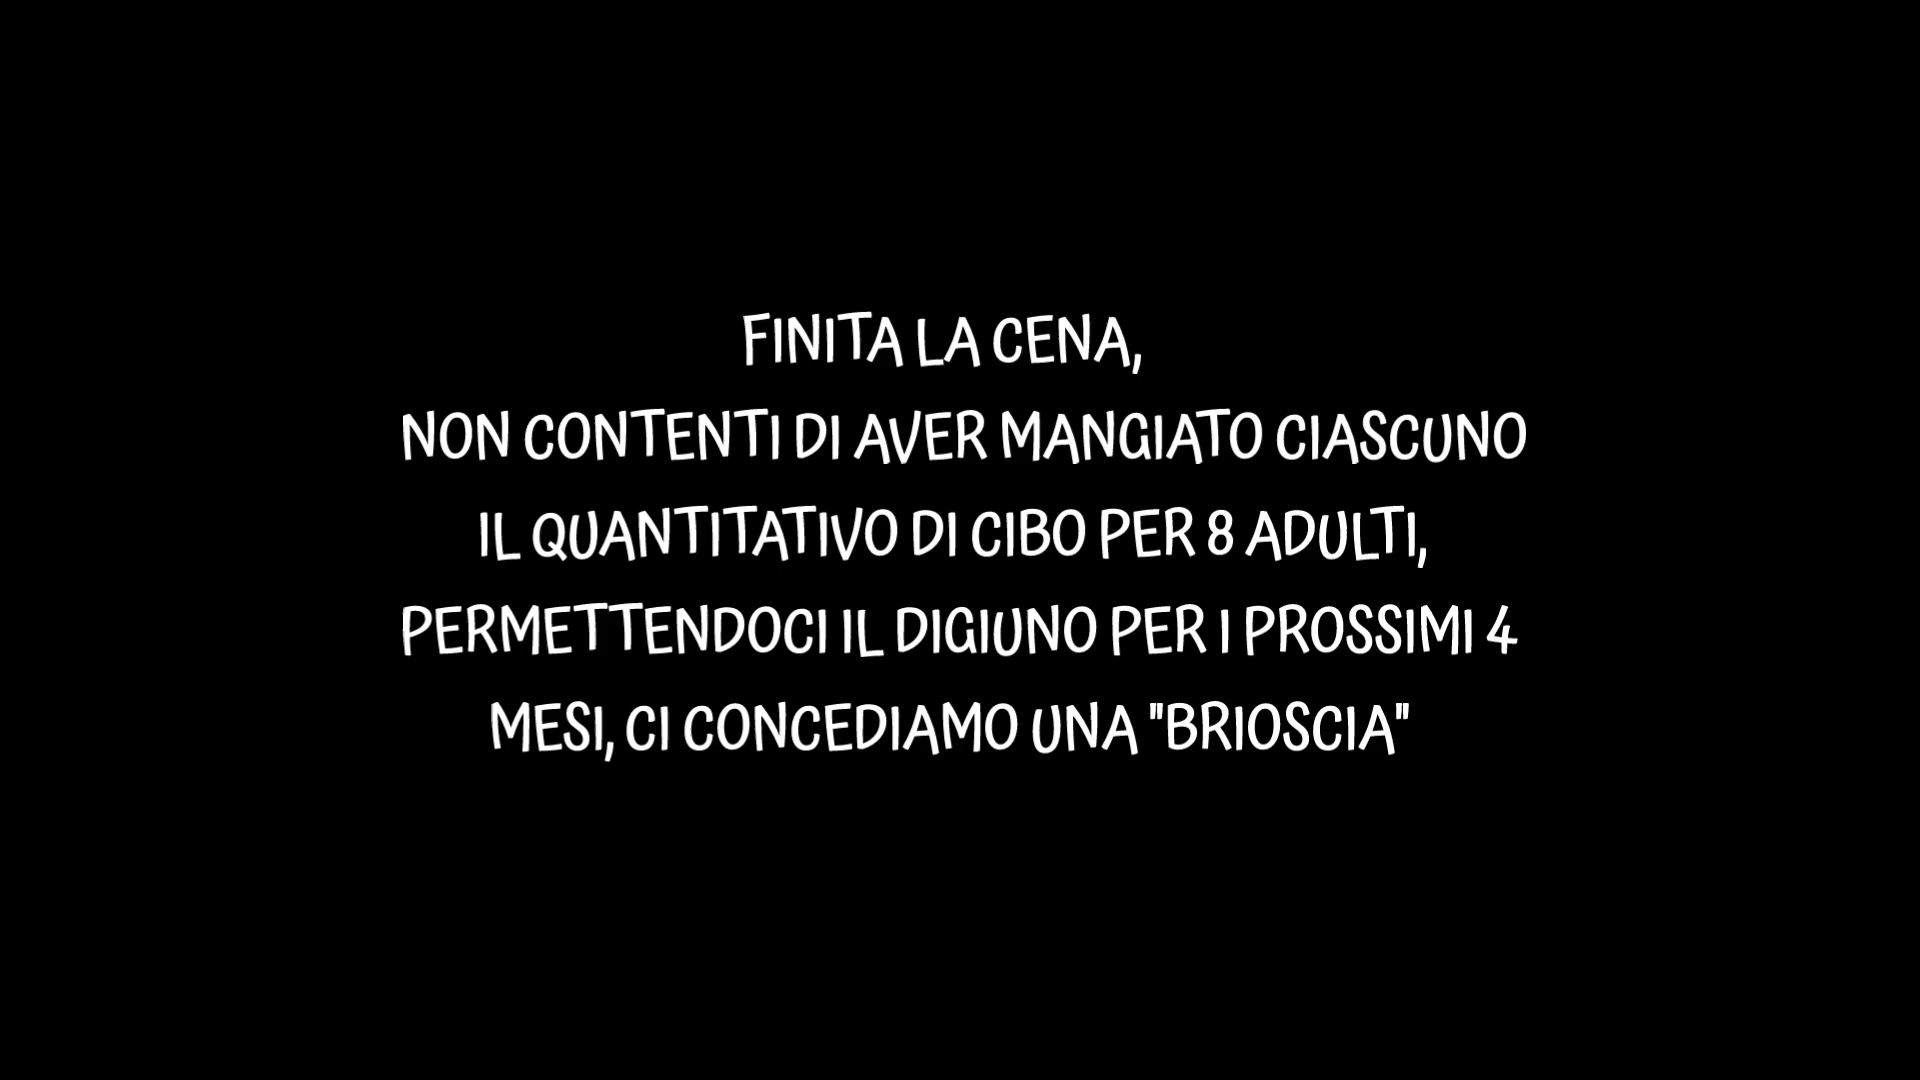 FINITA LA CENA,
NON CONTENTI DI AVER MANGIATO CIASCUNO
IL QUANTITATIVO DI CIBO PER 8 ADULTI,
PERMETTENDOCI IL DIGIUNO PER I PROSSIMI 4
MESI, CI CONCEDIAMO UNA "BRIOSCIA"